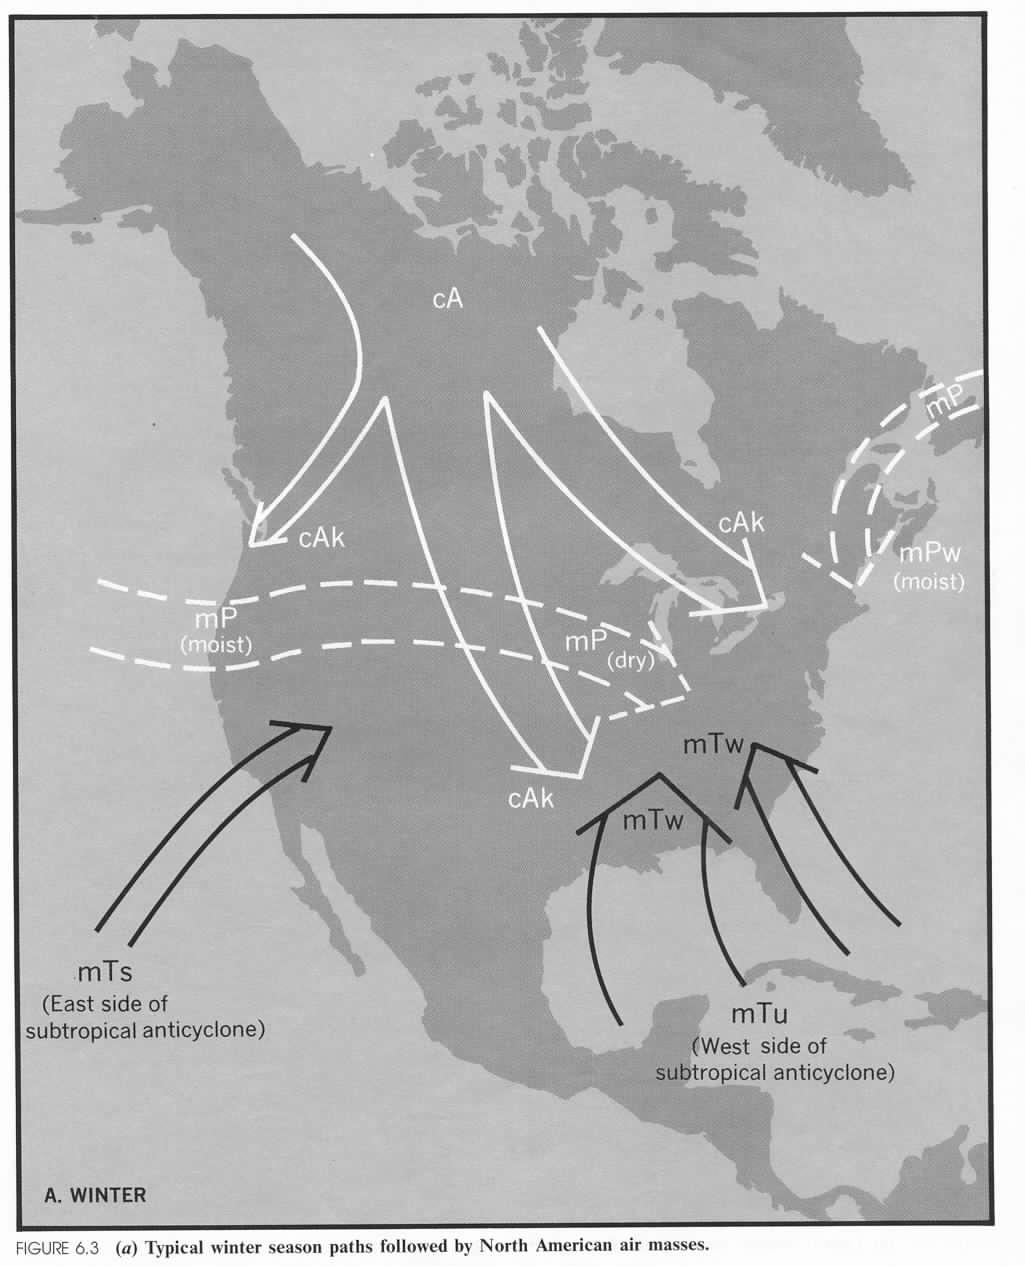 cA
mP
cAk
cAk
mPw
(moist)
mP
(moist)
mP
(dry)
mTw
cAk
mTw
mTs
(East side of
subtropical anticyclone)
mTu
(West side of
subtropical anticyclone)
A. WINTER
FIGURE 6.3 (a) Typical winter season paths followed by North American air masses.